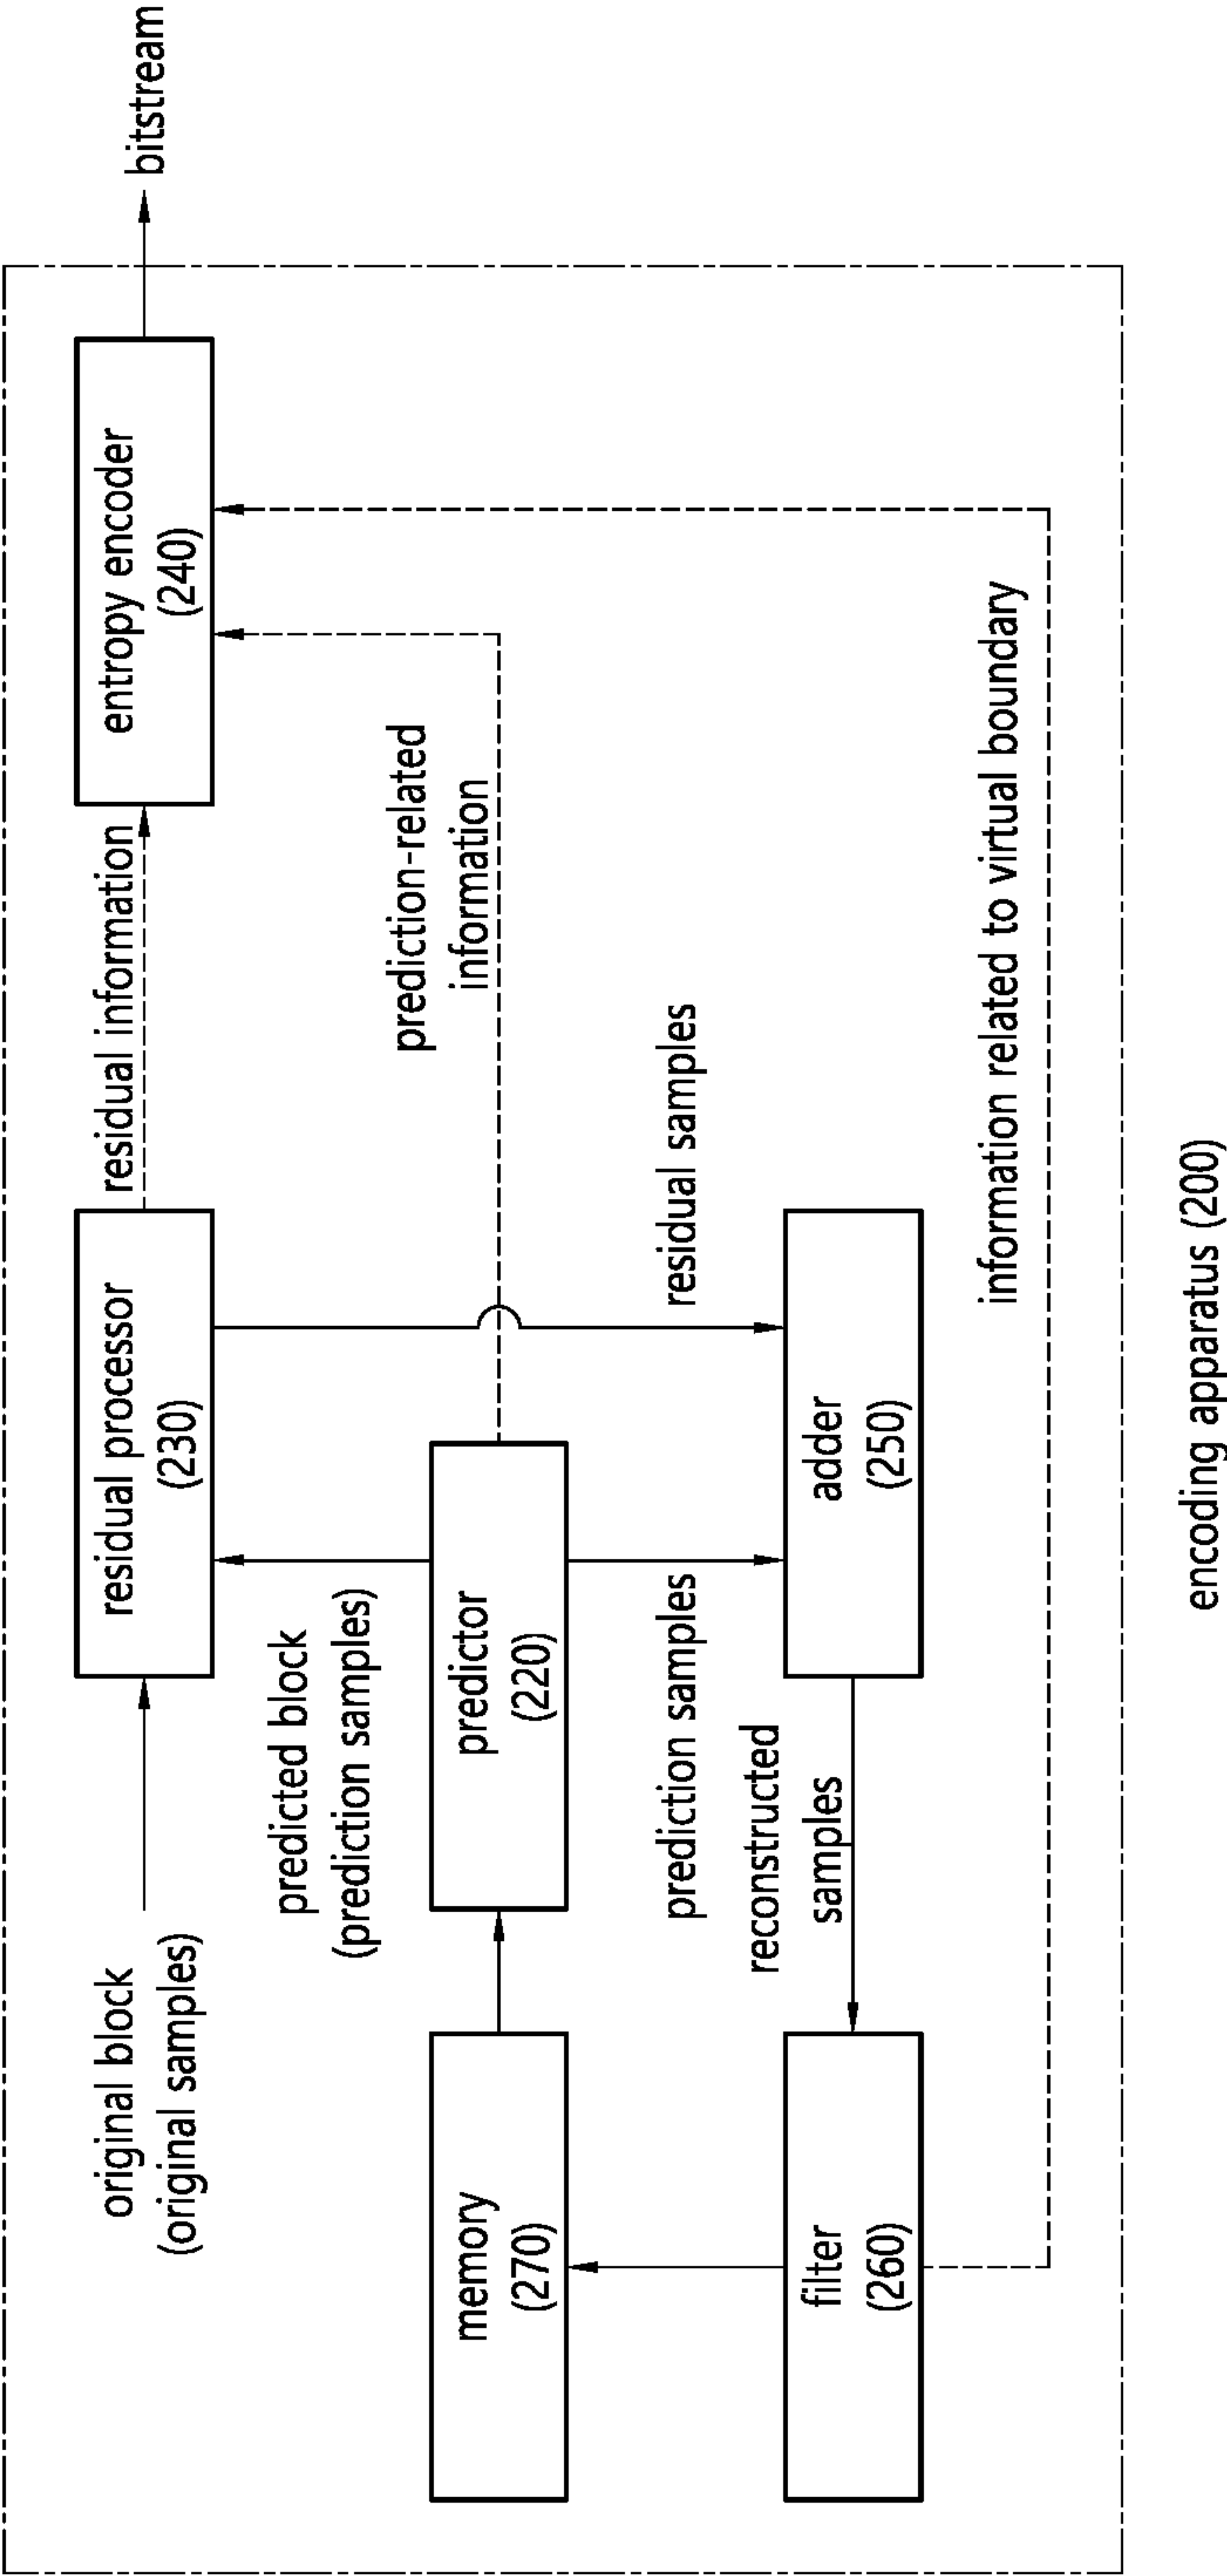 original block
(original samples)
residual processor
(230)
residual information
entropy encoder
(240)
bitstream
predicted block
(prediction samples)
prediction-related
information
memory
(270)
predictor
(220)
prediction samples
residual samples
reconstructed
samples
filter
(260)
adder
(250)
information related to virtual boundary
encoding apparatus (200)